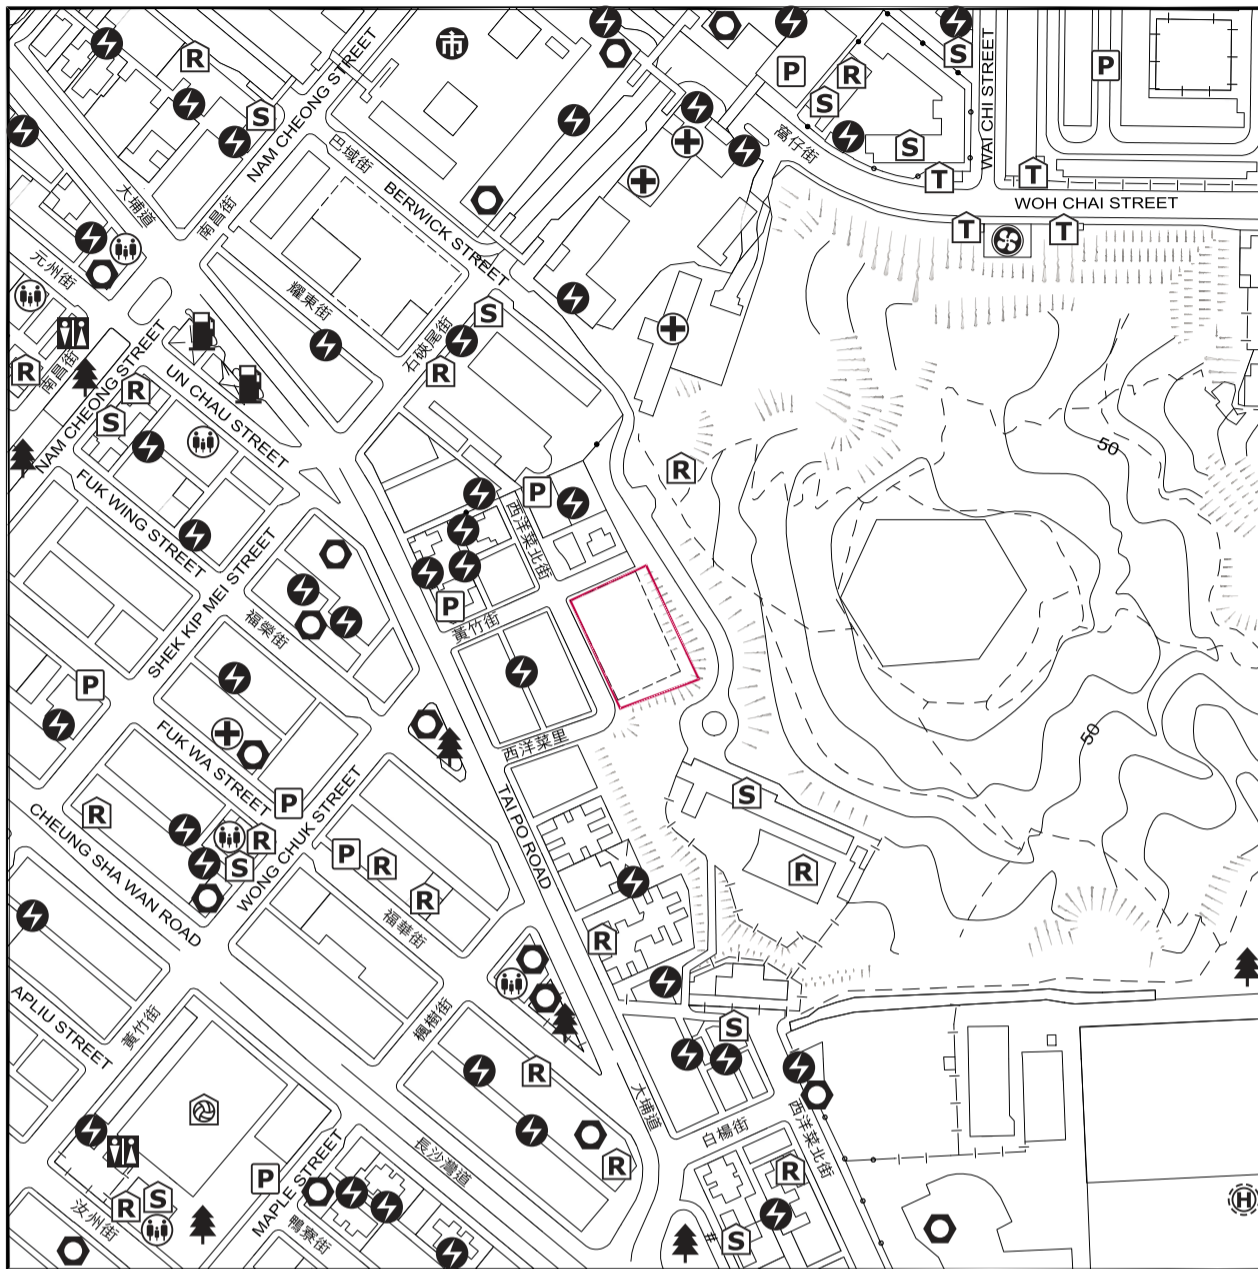 市
P
R
S
R
S
S
P
NAM CHEONG STREET
巴域街
BERWICK STREET
窩仔街
WAI CHI STREET
T
T
WOH CHAI STREET
T
T
大埔道
南昌街
元州街
耀東街
石硤尾街
S
R
R
南昌街
NAM CHEONG STREET
R
S
UN CHAU STREET
50
R
FUK WING STREET
P
西洋菜北街
SHEK KIP MEI STREET
福榮街
P
黃竹街
P
FUK WA STREET
西洋菜里
50
P
WONG CHUK STREET
TAI PO ROAD
S
R
CHEUNG SHA WAN ROAD
R
S
P
R
R
R
福華街
R
APLIU STREET
黃竹街
楓樹街
S
R
大埔道
白楊街
西洋菜北街
長沙灣道
R
R
P
MAPLE STREET
鴨寮街
R
S
汝州街
S
H